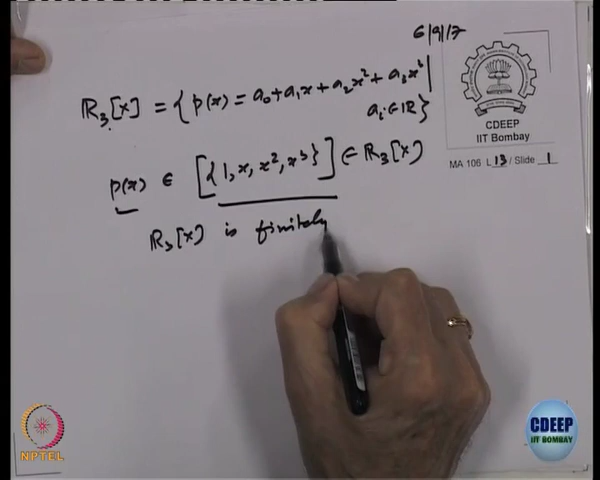 6/9/17
ℝ₃[x] = { p(x) = a₀ + a₁x + a₂x² + a₃x³ |
aᵢ ∈ ℝ }
CDEEP
IIT Bombay
MA 106 L 13 / Slide 1
p(x) ∈ [{1, x, x², x³}] ∈ ℝ₃[x]
ℝ₃[x] is finitely
NPTEL
CDEEP
IIT BOMBAY